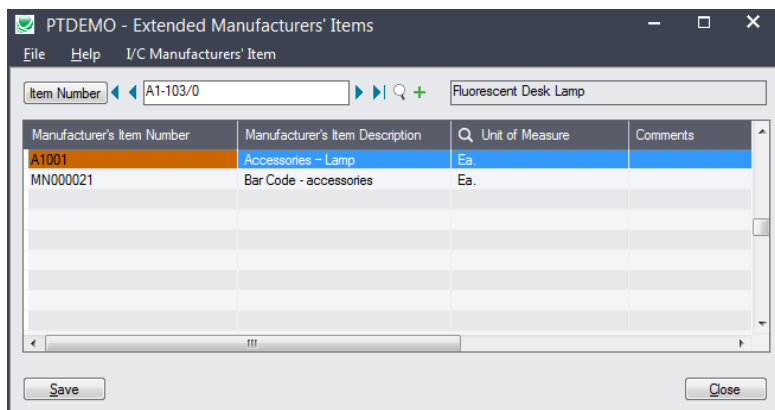 PTDEMO - Extended Manufacturers' Items
File Help I/C Manufacturers' Item
Item Number A1-103/0 Fluorescent Desk Lamp
Manufacturer's Item Number Manufacturer's Item Description Unit of Measure Comments
A1001 Accessories – Lamp Ea.
MN000021 Bar Code - accessories Ea.
Save Close